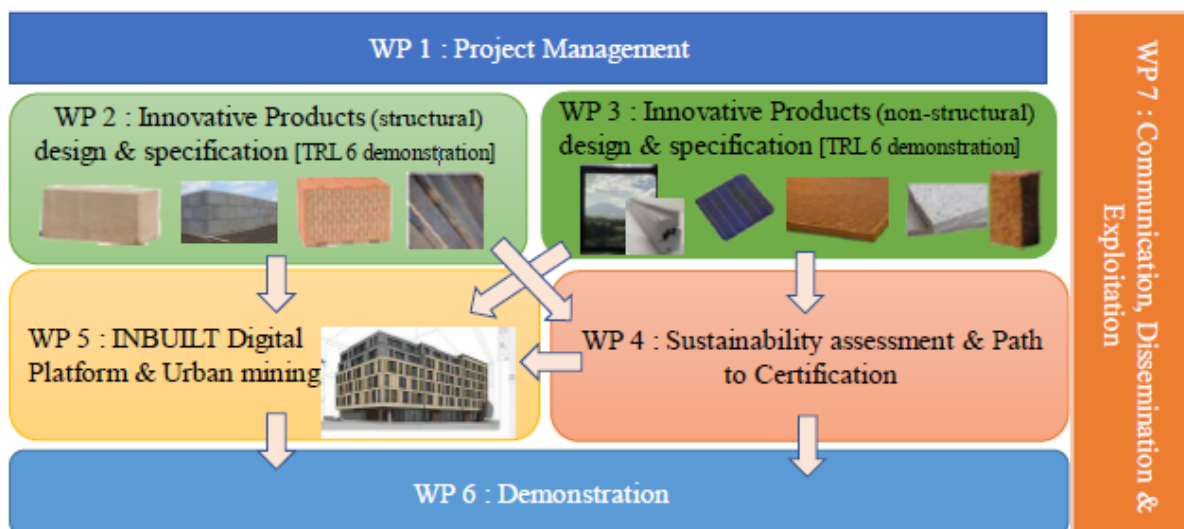 WP 1 : Project Management
WP 2 : Innovative Products (structural)
design & specification [TRL 6 demonstration]
WP 3 : Innovative Products (non-structural)
design & specification [TRL 6 demonstration]
WP 5 : INBUILT Digital
Platform & Urban mining
WP 4 : Sustainability assessment & Path
to Certification
WP 6 : Demonstration
WP 7 : Communication, Dissemination &
Exploitation